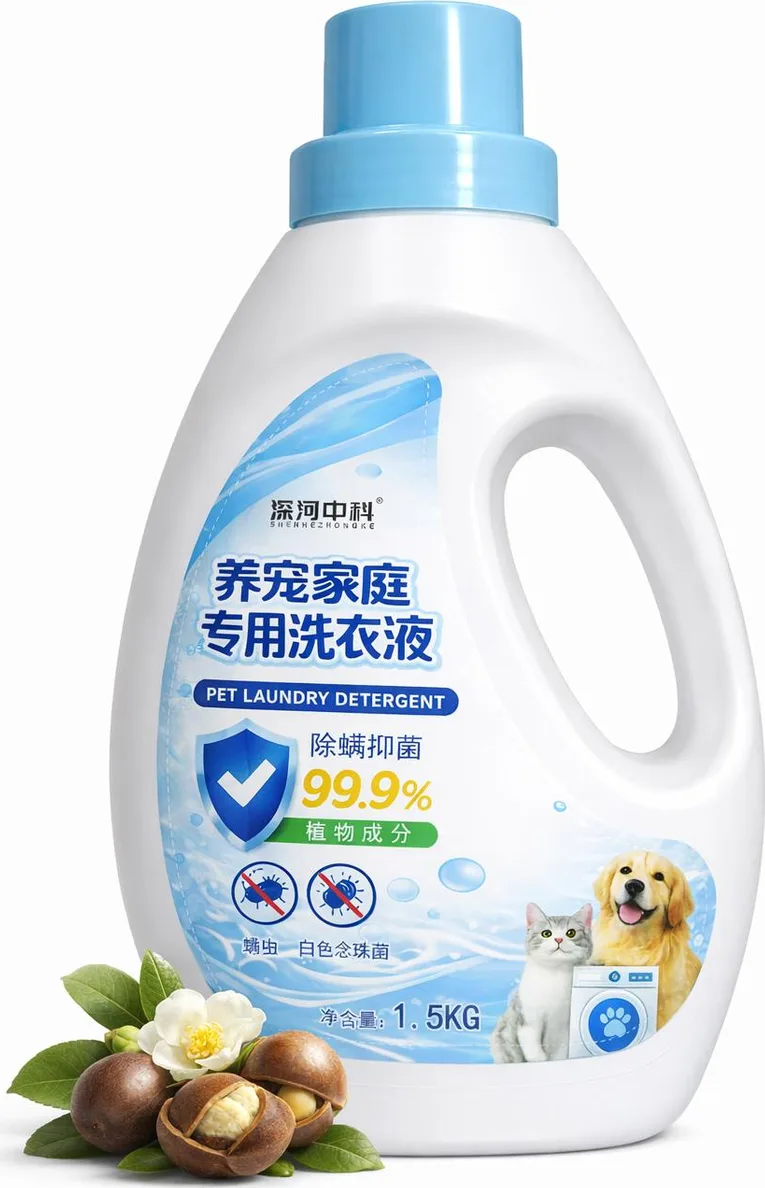 深河中科®
SHENHEZHONGKE
养宠家庭
专用洗衣液
PET LAUNDRY DETERGENT
除螨抑菌
99.9%
植物成分
螨虫 白色念珠菌
净含量: 1.5KG